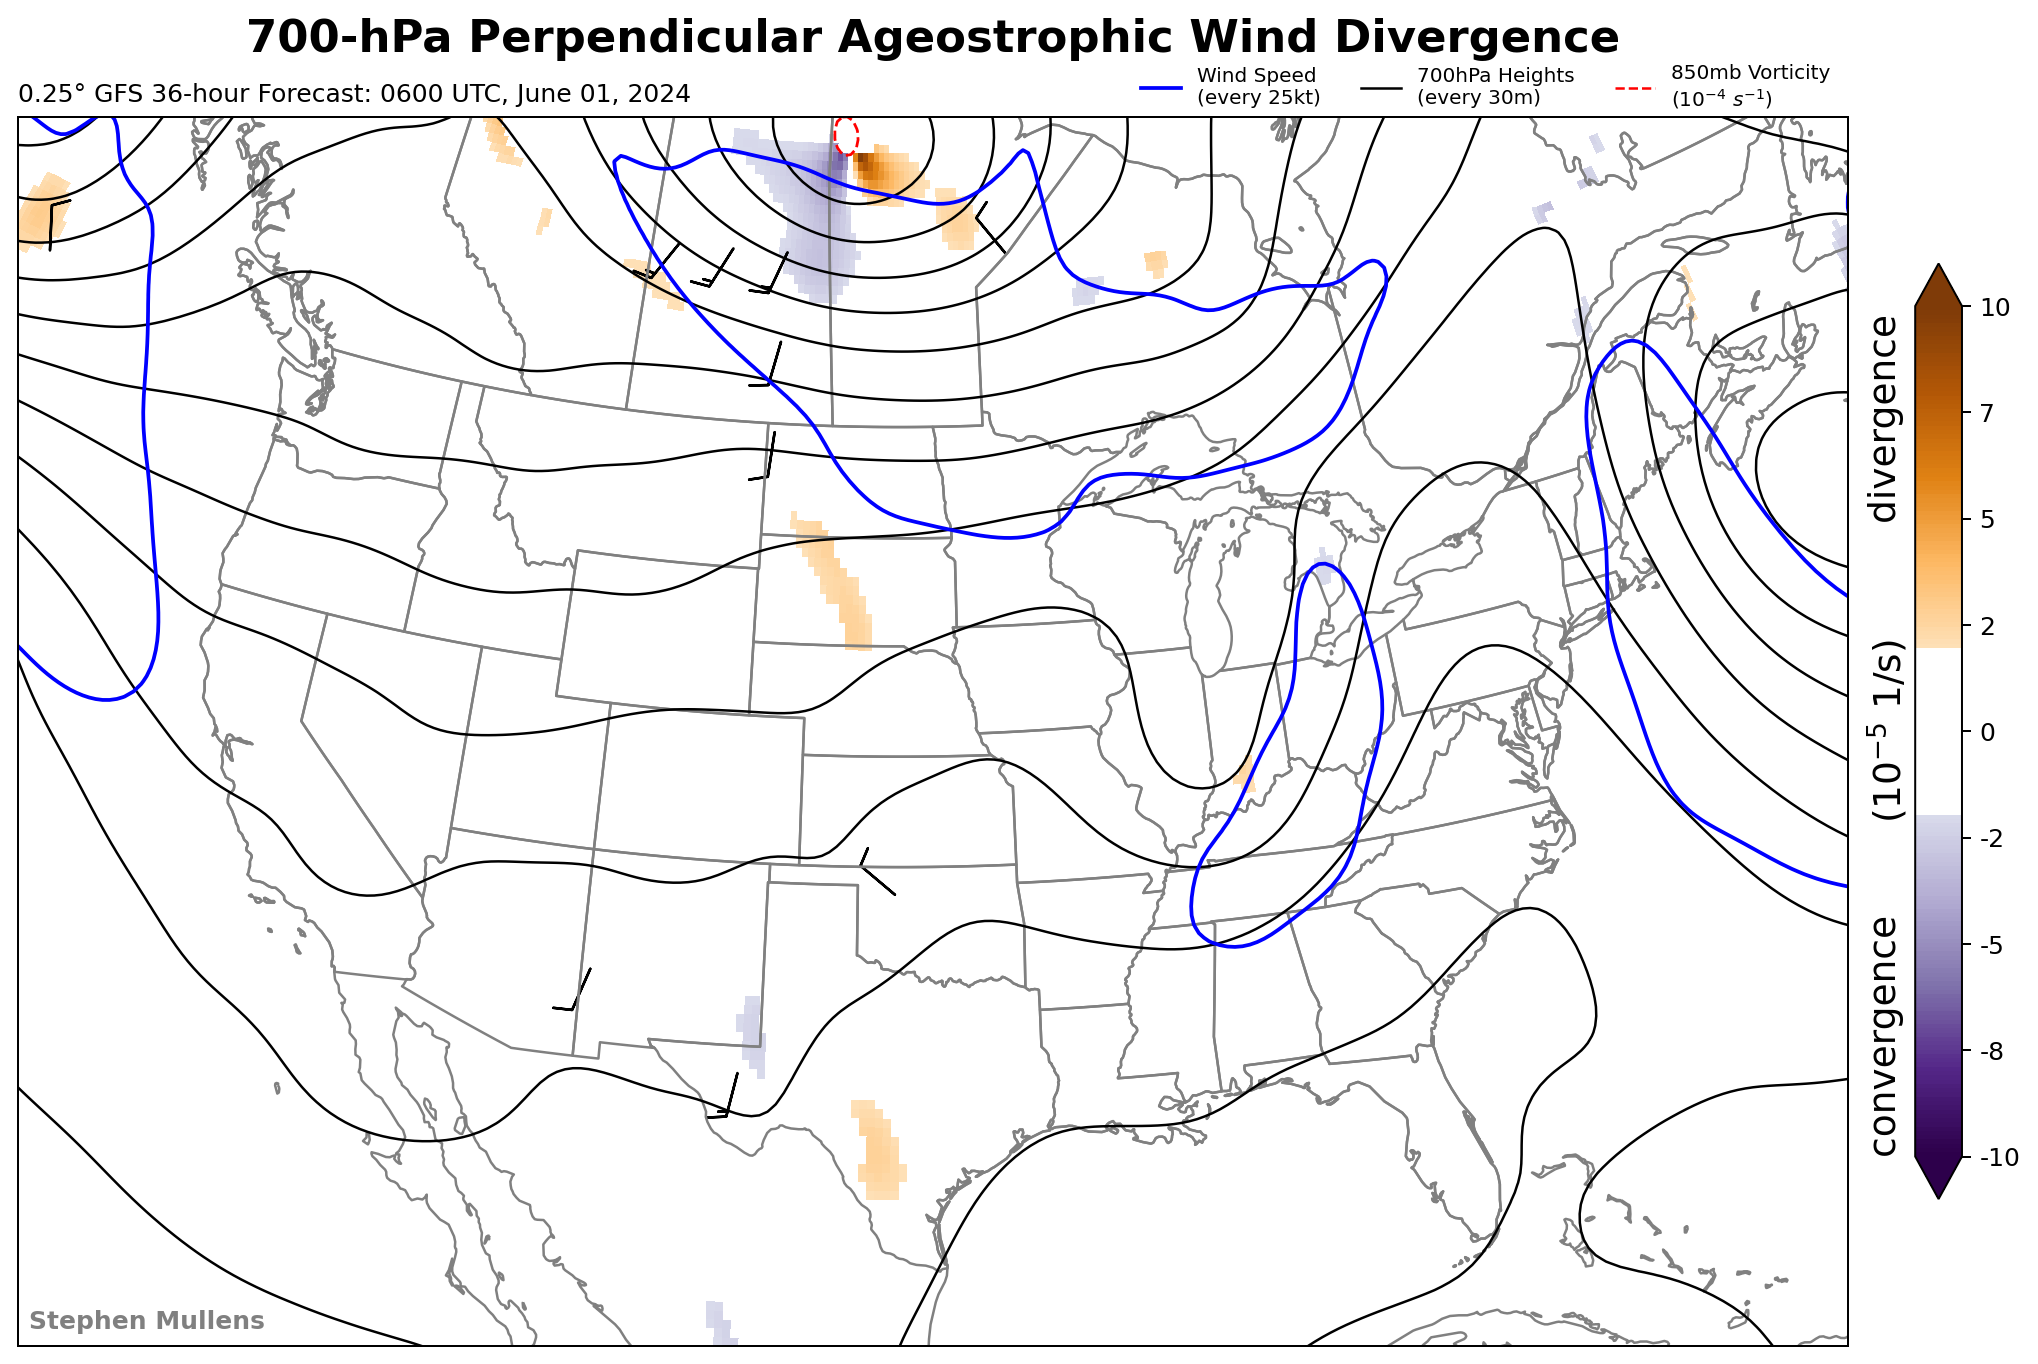 700-hPa Perpendicular Ageostrophic Wind Divergence
0.25° GFS 36-hour Forecast: 0600 UTC, June 01, 2024
Wind Speed
(every 25kt)
700hPa Heights
(every 30m)
850mb Vorticity
(10⁻⁴ s⁻¹)
10
7
5
2
0
-2
-5
-8
-10
convergence (10⁻⁵ 1/s) divergence
Stephen Mullens